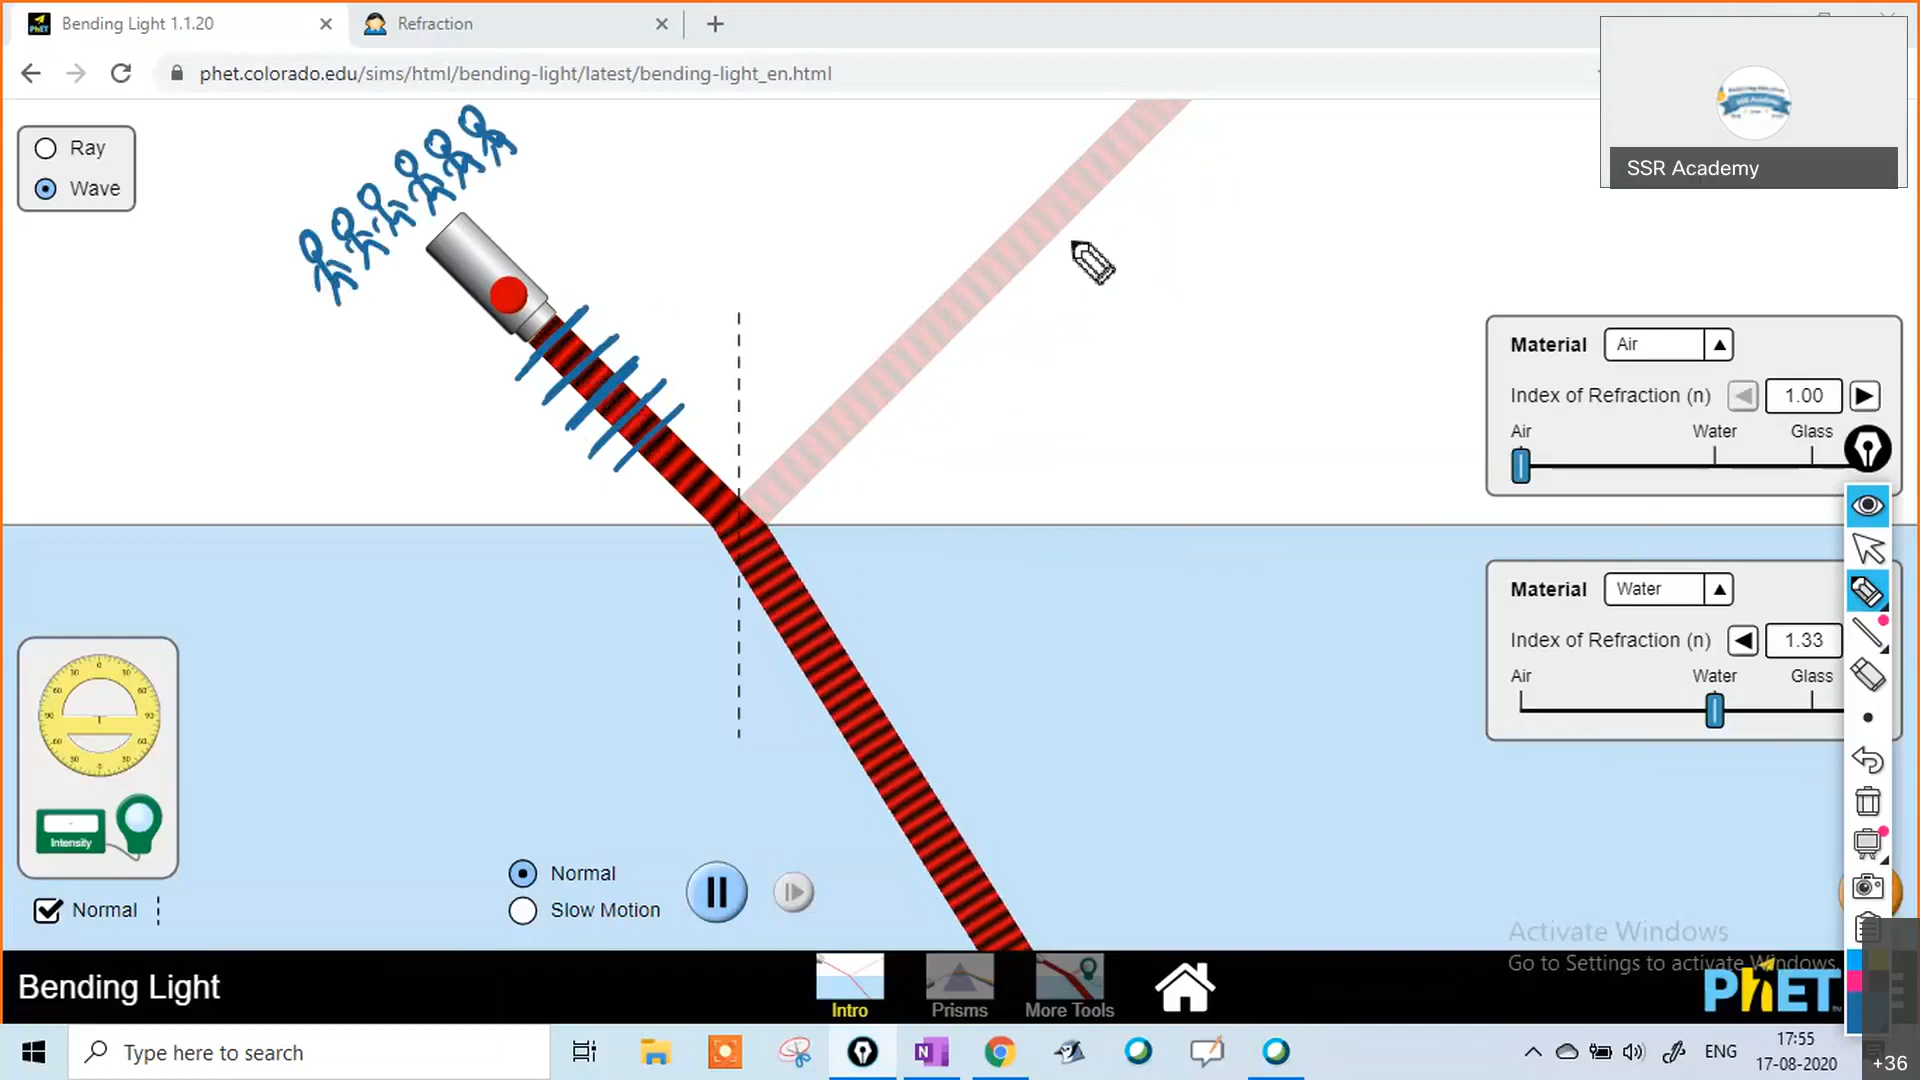 Bending Light 1.1.20
Refraction
phet.colorado.edu/sims/html/bending-light/latest/bending-light_en.html
SSR Academy
Ray
Wave
Material Air
Index of Refraction (n) 1.00
Air Water Glass
Material Water
Index of Refraction (n) 1.33
Air Water Glass
Intensity
Normal
Normal
Slow Motion
Activate Windows
Go to Settings to activate Windows.
Bending Light
Intro
Prisms
More Tools
PhET
Type here to search
ENG
17:55
17-08-2020
+36